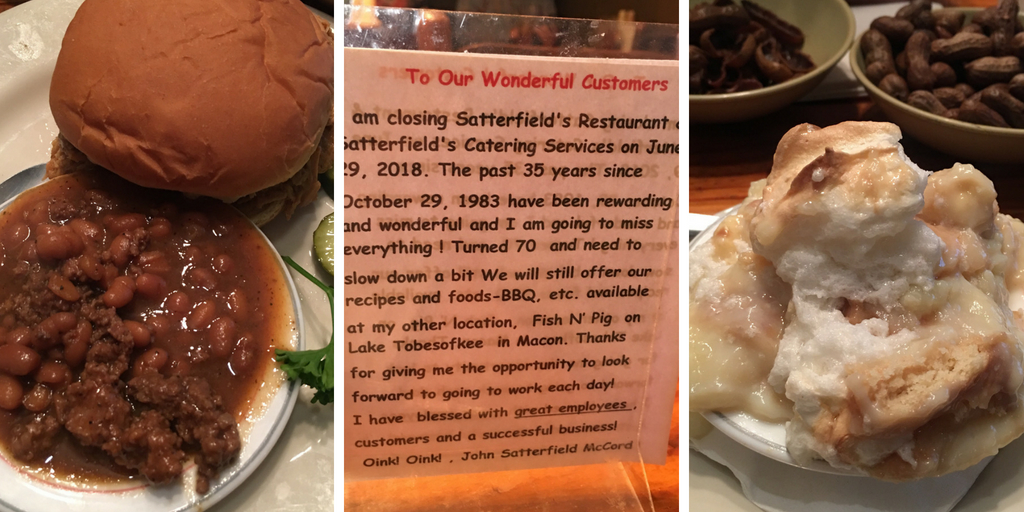 To Our Wonderful Customers
am closing Satterfield's Restaurant
Satterfield's Catering Services on June
29, 2018. The past 35 years since
October 29, 1983 have been rewarding
and wonderful and I am going to miss
everything ! Turned 70 and need to
slow down a bit We will still offer our
recipes and foods-BBQ, etc. available
at my other location, Fish N' Pig on
Lake Tobesofkee in Macon. Thanks
for giving me the opportunity to look
forward to going to work each day!
I have blessed with great employees,
customers and a successful business!
Oink! Oink! , John Satterfield McCord